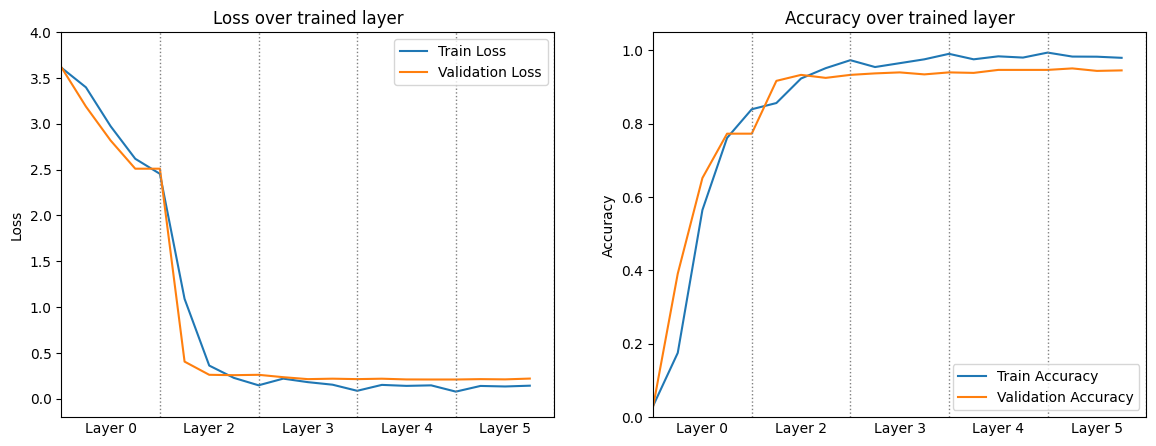 Loss over trained layer
4.0
3.5
3.0
2.5
2.0
1.5
1.0
0.5
0.0
Loss
Train Loss
Validation Loss
Layer 0 Layer 2 Layer 3 Layer 4 Layer 5
Accuracy over trained layer
1.0
0.8
0.6
0.4
0.2
0.0
Accuracy
Train Accuracy
Validation Accuracy
Layer 0 Layer 2 Layer 3 Layer 4 Layer 5